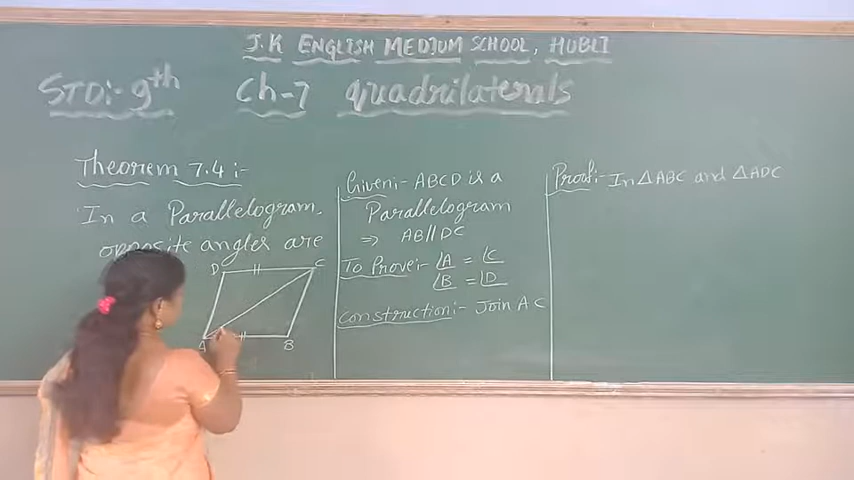 J.K ENGLISH MEDIUM SCHOOL, HUBLI
STD:- 9th Ch-7 quadrilaterals
Theorem 7.4:-
In a Parallelogram
opposite angles are
D C
A B
Given:- ABCD is a
Parallelogram
⇒ AB∥DC
To Prove:- ∠A = ∠C
∠B = ∠D
Construction:- Join AC
Proof:- In △ABC and △ADC